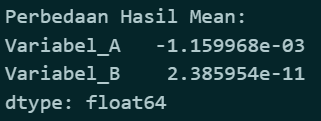 Perbedaan Hasil Mean:
Variabel_A   -1.159968e-03
Variabel_B    2.385954e-11
dtype: float64